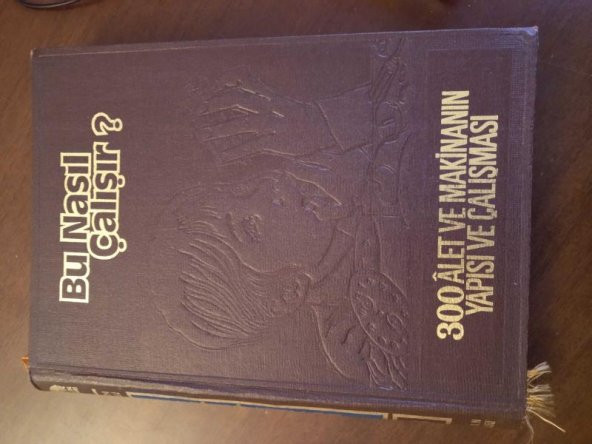 Bu Nasıl
Çalışır?
300 ÂLET VE MAKİNANIN
YAPISI VE ÇALIŞMASI